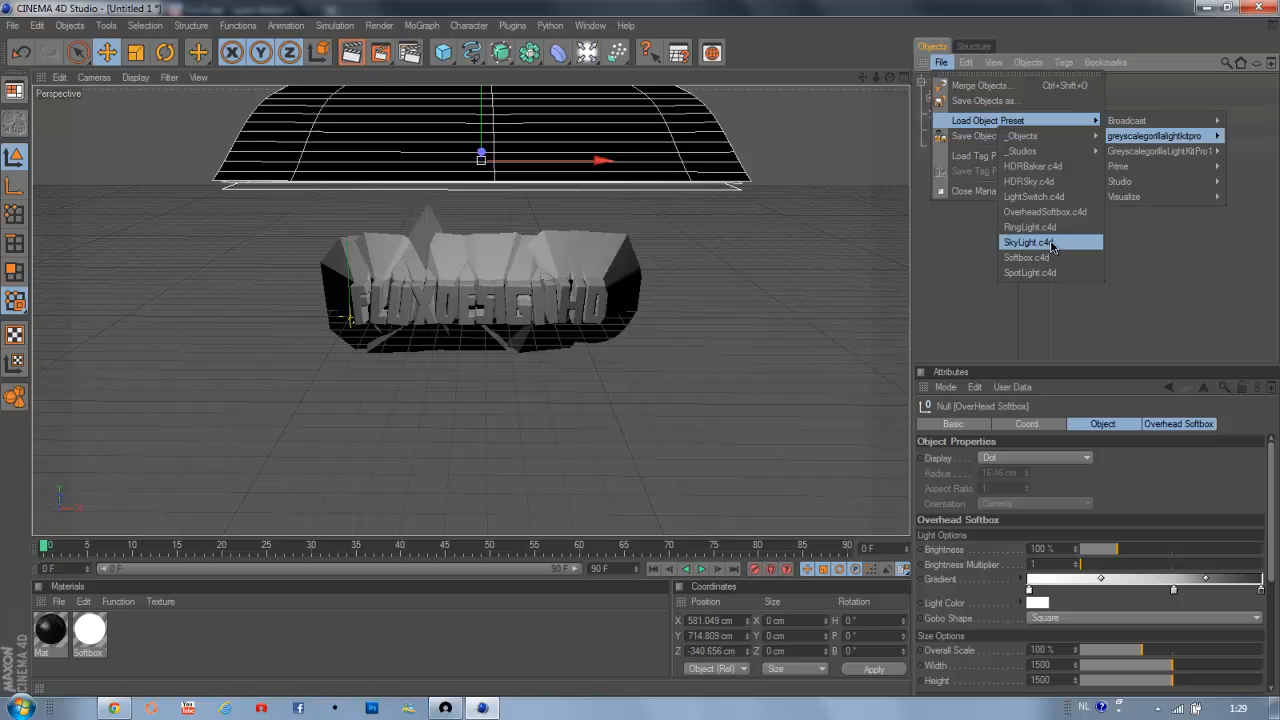 CINEMA 4D Studio - [Untitled 1 *]
File Edit Objects Tools Selection Structure Functions Animation Simulation Render MoGraph Character Plugins Python Window Help
Objects Structure
File Edit View Objects Tags Bookmarks
Edit Cameras Display Filter View
Perspective
Merge Objects... Ctrl+Shift+O
Save Objects as...
Load Object Preset
Save Objec
Load Tag P
Save Tag P
Close Mana
_Objects
_Studios
HDRBaker.c4d
HDRSky.c4d
LightSwitch.c4d
OverheadSoftbox.c4d
RingLight.c4d
SkyLight.c4d
Softbox.c4d
SpotLight.c4d
Broadcast
greyscalegorillalightkitpro
GreyscalegorillaLightKitPro1
Prime
Studio
Visualize
FLUXDESIGNHD
Attributes
Mode Edit User Data
Null [OverHead Softbox]
Basic Coord. Object Overhead Softbox
Object Properties
Display Dot
Radius
Aspect Ratio 1
Orientation Camera
Overhead Softbox
Light Options
Brightness 100 %
Brightness Multiplier 1
Gradient
Light Color
Gobo Shape Square
Size Options
Overall Scale 100 %
Width 1500
Height 1500
0 5 10 15 20 25 30 35 40 45 50 55 60 65 70 75 80 85 90 0 F
0 F 0 F 90 F 90 F
Materials
File Edit Function Texture
Mat Softbox
Coordinates
Position Size Rotation
X 581.049 cm X 0 cm H 0 °
Y 714.809 cm Y 0 cm P 0 °
Z -340.656 cm Z 0 cm B 0 °
Object (Rel) Size Apply
MAXON CINEMA 4D
You Tube
Ps
NL 1:29